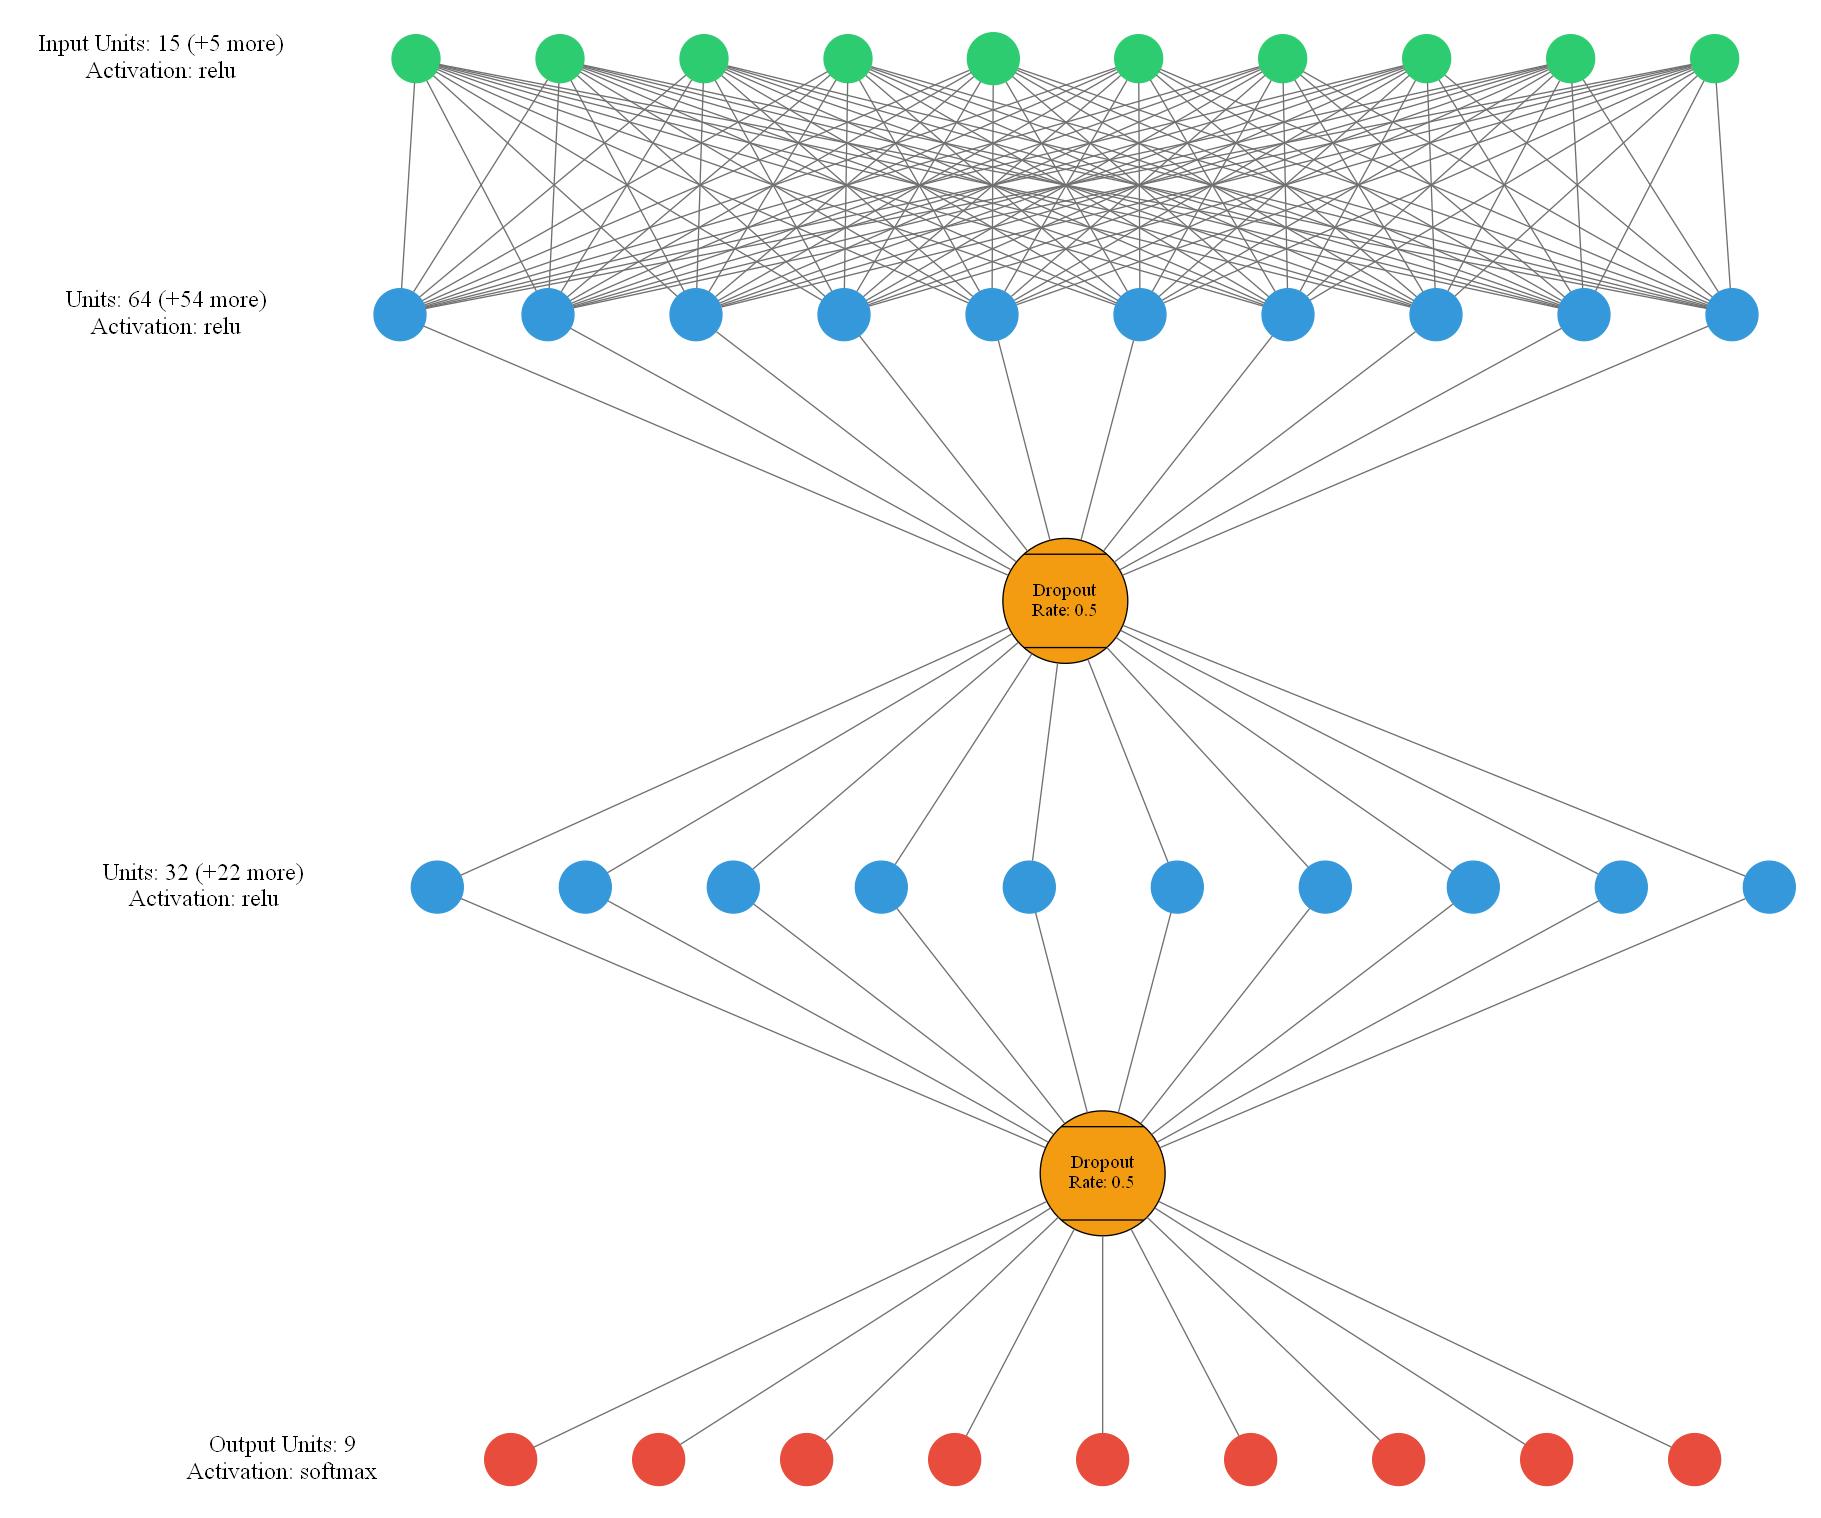 Input Units: 15 (+5 more)
Activation: relu
Units: 64 (+54 more)
Activation: relu
Dropout
Rate: 0.5
Units: 32 (+22 more)
Activation: relu
Dropout
Rate: 0.5
Output Units: 9
Activation: softmax